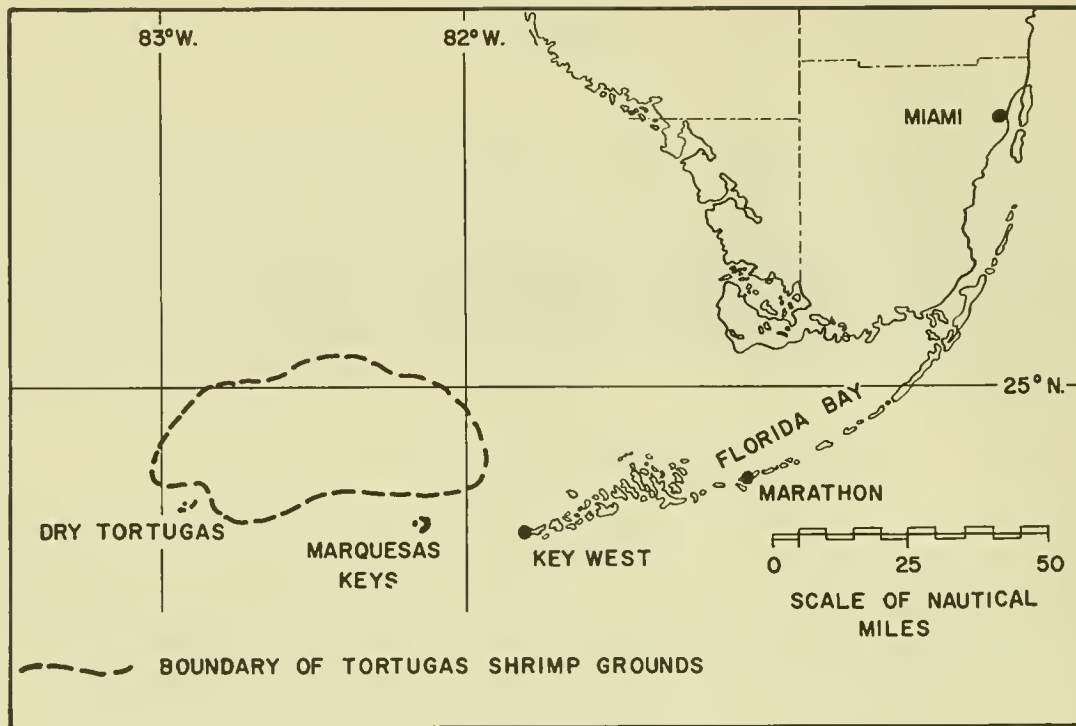 83°W.
82°W.
MIAMI
25°N.
FLORIDA BAY
MARATHON
DRY TORTUGAS
MARQUESAS
KEYS
KEY WEST
0 25 50
SCALE OF NAUTICAL
MILES
BOUNDARY OF TORTUGAS SHRIMP GROUNDS